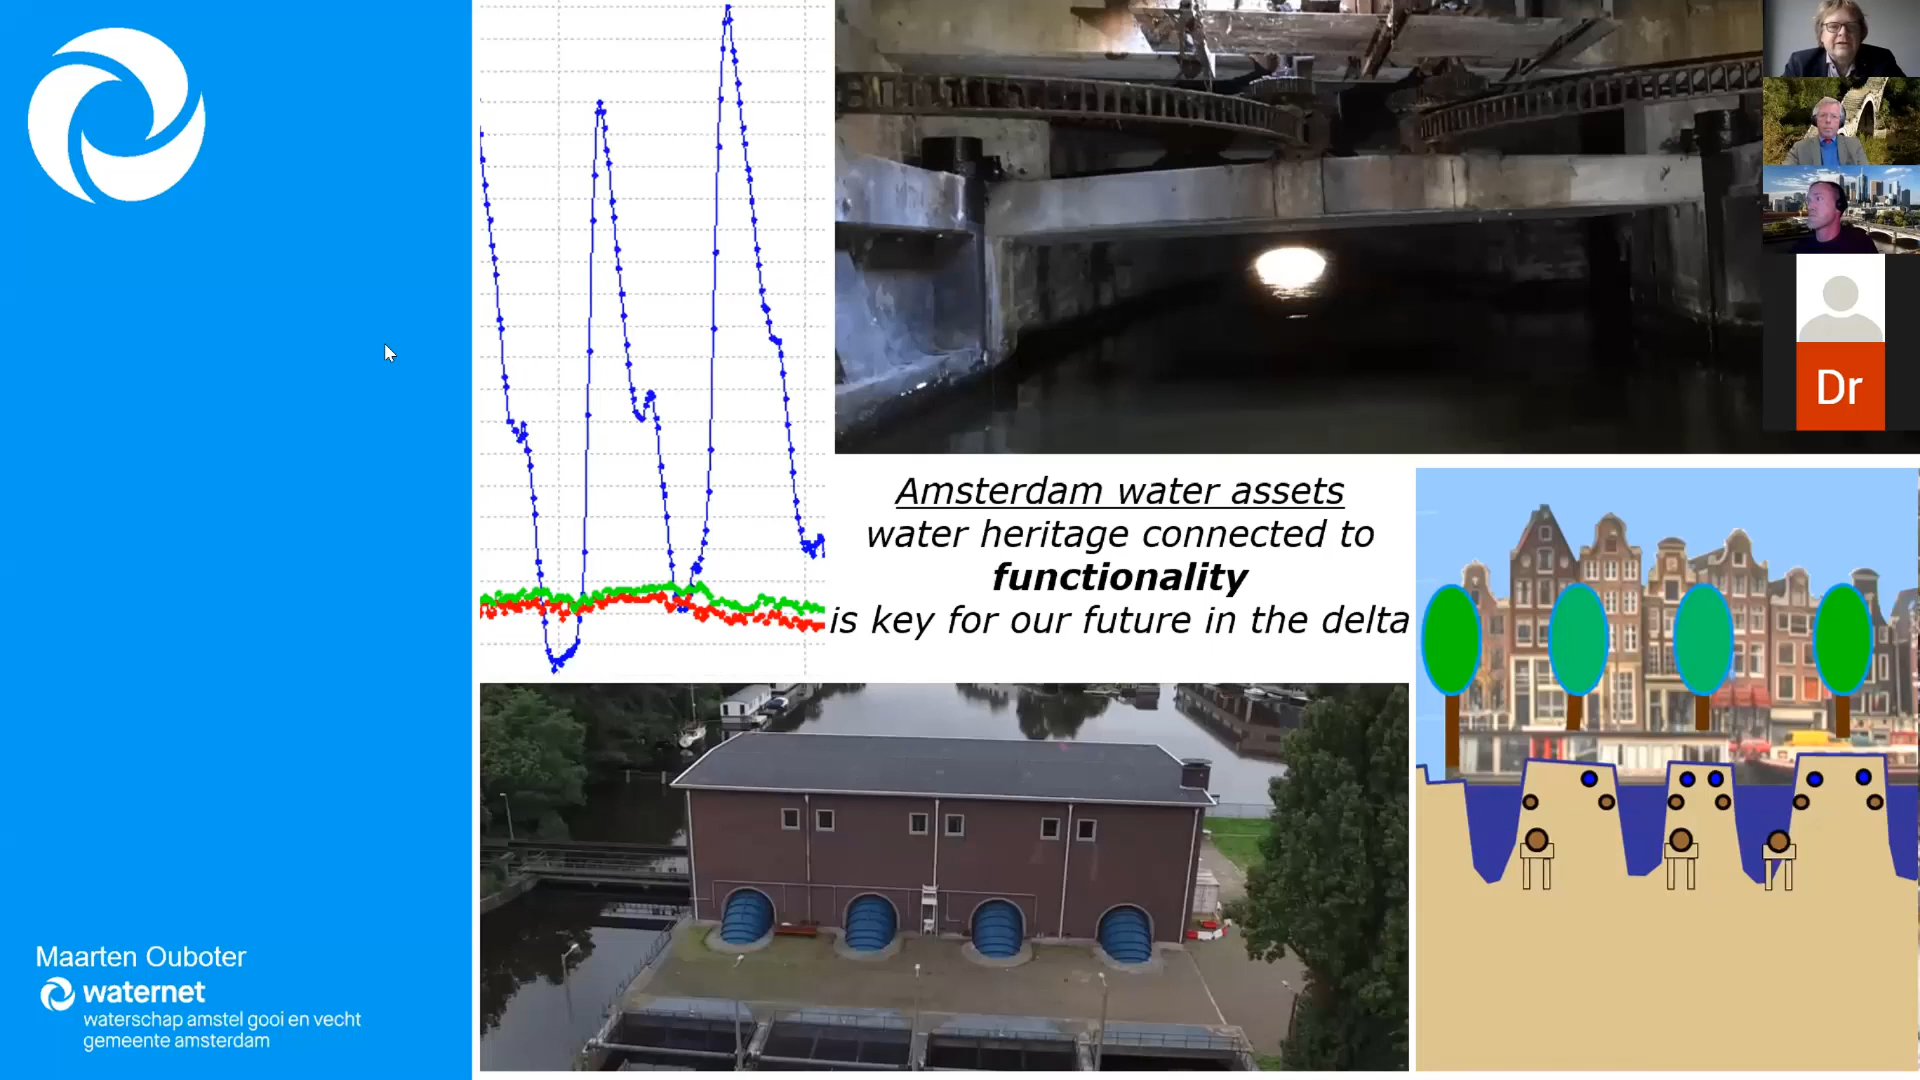 Amsterdam water assets
water heritage connected to
functionality
is key for our future in the delta
Dr
Maarten Ouboter
waternet
waterschap amstel gooi en vecht
gemeente amsterdam